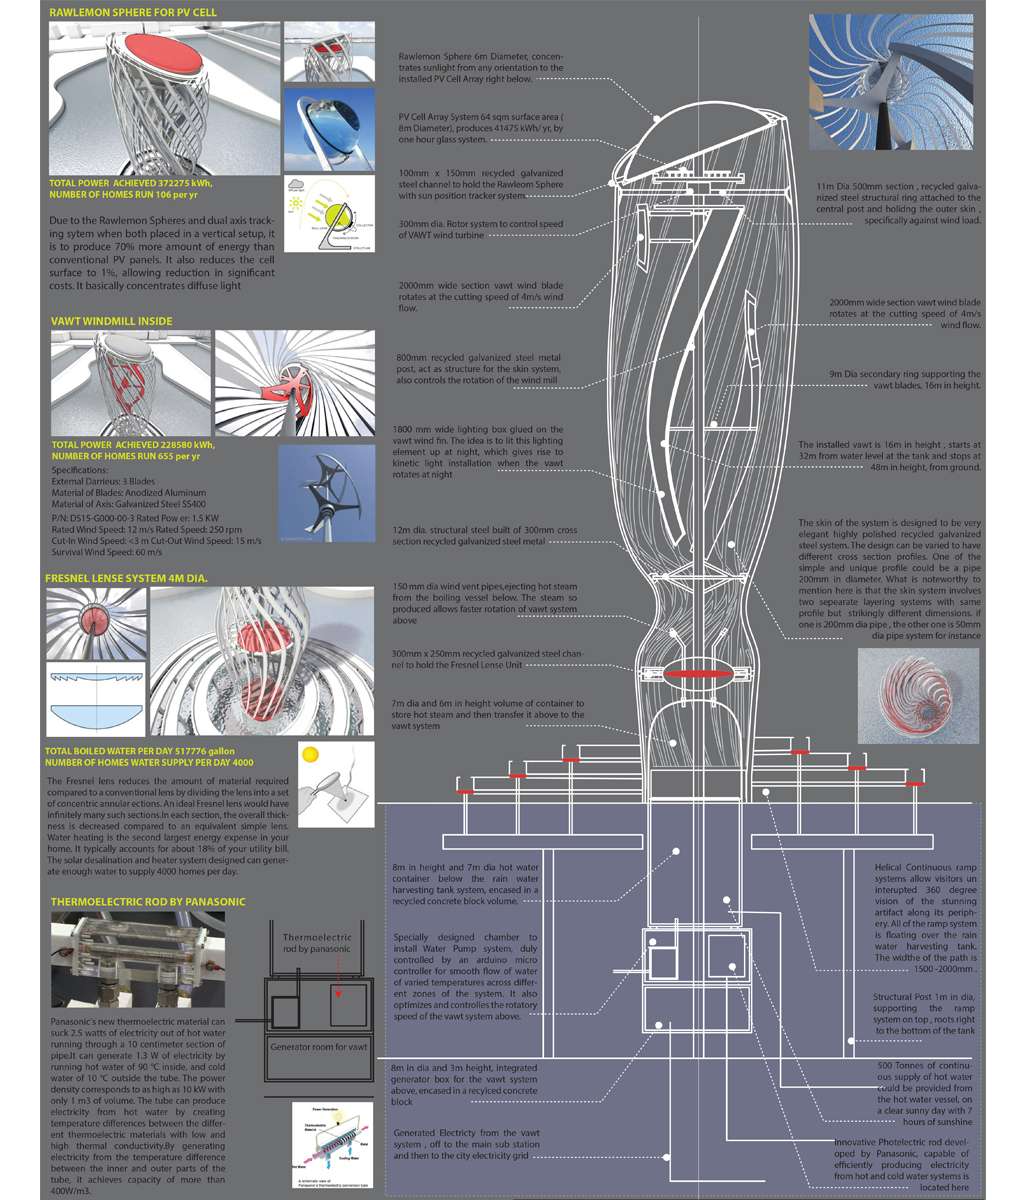 RAWLEMON SPHERE FOR PV CELL
TOTAL POWER ACHIEVED 372275 kWh,
NUMBER OF HOMES RUN 106 per yr
Due to the Rawlemon Spheres and dual axis track-
ing sytem when both placed in a vertical setup, it
is to produce 70% more amount of energy than
conventional PV panels. It also reduces the cell
surface to 1%, allowing reduction in significant
costs. It basically concentrates diffuse light
VAWT WINDMILL INSIDE
TOTAL POWER ACHIEVED 228580 kWh,
NUMBER OF HOMES RUN 655 per yr
Specifications:
External Darrieus: 3 Blades
Material of Blades: Anodized Aluminum
Material of Axis: Galvanized Steel SS400
P/N: DS15-G000-00-3 Rated Pow er: 1.5 KW
Rated Wind Speed: 12 m/s Rated Speed: 250 rpm
Cut-In Wind Speed: <3 m Cut-Out Wind Speed: 15 m/s
Survival Wind Speed: 60 m/s
FRESNEL LENSE SYSTEM 4M DIA.
TOTAL BOILED WATER PER DAY 517776 gallon
NUMBER OF HOMES WATER SUPPLY PER DAY 4000
The Fresnel lens reduces the amount of material required
compared to a conventional lens by dividing the lens into a set
of concentric annular ections. An ideal Fresnel lens would have
infinitely many such sections.In each section, the overall thick-
ness is decreased compared to an equivalent simple lens.
Water heating is the second largest energy expense in your
home. It typically accounts for about 18% of your utility bill.
The solar desalination and heater system designed can gener-
ate enough water to supply 4000 homes per day.
THERMOELECTRIC ROD BY PANASONIC
Thermoelectric
rod by panasonic
Generator room for vawt
Panasonic's new thermoelectric material can
suck 2.5 watts of electricity out of hot water
running through a 10 centimeter section of
pipe.It can generate 1.3 W of electricity by
running hot water of 90 °C inside, and cold
water of 10 °C outside the tube. The power
density corresponds to as high as 10 kW with
only 1 m3 of volume. The tube can produce
electricity from hot water by creating
temperature differences between the differ-
ent thermoelectric materials with low and
high thermal conductivity.By generating
electricity from the temperature difference
between the inner and outer parts of the
tube, it achieves capacity of more than
400W/m3.
Power Generation
Thermoelectric
Material
Hot Water
Cooling Water
Rawlemon Sphere 6m Diameter, concen-
trates sunlight from any orientation to the
installed PV Cell Array right below.
PV Cell Array System 64 sqm surface area (
8m Diameter), produces 41475 kWh/ yr, by
one hour glass system.
100mm x 150mm recycled galvanized
steel channel to hold the Rawleom Sphere
with sun position tracker system
300mm dia. Rotor system to control speed
of VAWT wind turbine
2000mm wide section vawt wind blade
rotates at the cutting speed of 4m/s wind
flow.
800mm recycled galvanized steel metal
post, act as structure for the skin system,
also controls the rotation of the wind mill
1800 mm wide lighting box glued on the
vawt wind fin. The idea is to lit this lighting
element up at night, which gives rise to
kinetic light installation when the vawt
rotates at night
12m dia. structural steel built of 300mm cross
section recycled galvanized steel metal
150 mm dia wind vent pipes,ejecting hot steam
from the boiling vessel below. The steam so
produced allows faster rotation of vawt system
above
300mm x 250mm recycled galvanized steel chan-
nel to hold the Fresnel Lense Unit
7m dia and 6m in height volume of container to
store hot steam and then transfer it above to the
vawt system
8m in height and 7m dia hot water
container below the rain water
harvesting tank system, encased in a
recycled concrete block volume.
Specially designed chamber to
install Water Pump system, duly
controlled by an arduino micro
controller for smooth flow of water
of varied temperatures across differ-
ent zones of the system. It also
optimizes and controlles the rotatory
speed of the vawt system above.
8m in dia and 3m height, integrated
generator box for the vawt system
above, encased in a recylced concrete
block
Generated Electricty from the vawt
system , off to the main sub station
and then to the city electricity grid
11m Dia 500mm section , recycled galva-
nized steel structural ring attached to the
central post and holidng the outer skin ,
specifically against wind load.
2000mm wide section vawt wind blade
rotates at the cutting speed of 4m/s
wind flow.
9m Dia secondary ring supporting the
vawt blades, 16m in height.
The installed vawt is 16m in height , starts at
32m from water level at the tank and stops at
48m in height, from ground.
The skin of the system is designed to be very
elegant highly polished recycled galvanized
steel system. The design can be varied to have
different cross section profiles. One of the
simple and unique profile could be a pipe
200mm in diameter. What is noteworthy to
mention here is that the skin system involves
two sepearate layering systems with same
profile but strikingly different dimensions. if
one is 200mm dia pipe , the other one is 50mm
dia pipe system for instance
Helical Continuous ramp
systems allow visitors un
interupted 360 degree
vision of the stunning
artifact along its periph-
ery. All of the ramp system
is floating over the rain
water harvesting tank.
The widthe of the path is
1500 -2000mm .
Structural Post 1m in dia,
supporting the ramp
system on top , roots right
to the bottom of the tank
500 Tonnes of continu-
ous supply of hot water
could be provided from
the hot water vessel, on
a clear sunny day with 7
hours of sunshine
Innovative Photelectric rod devel-
oped by Panasonic, capable of
efficiently producing electricity
from hot and cold water systems is
located here